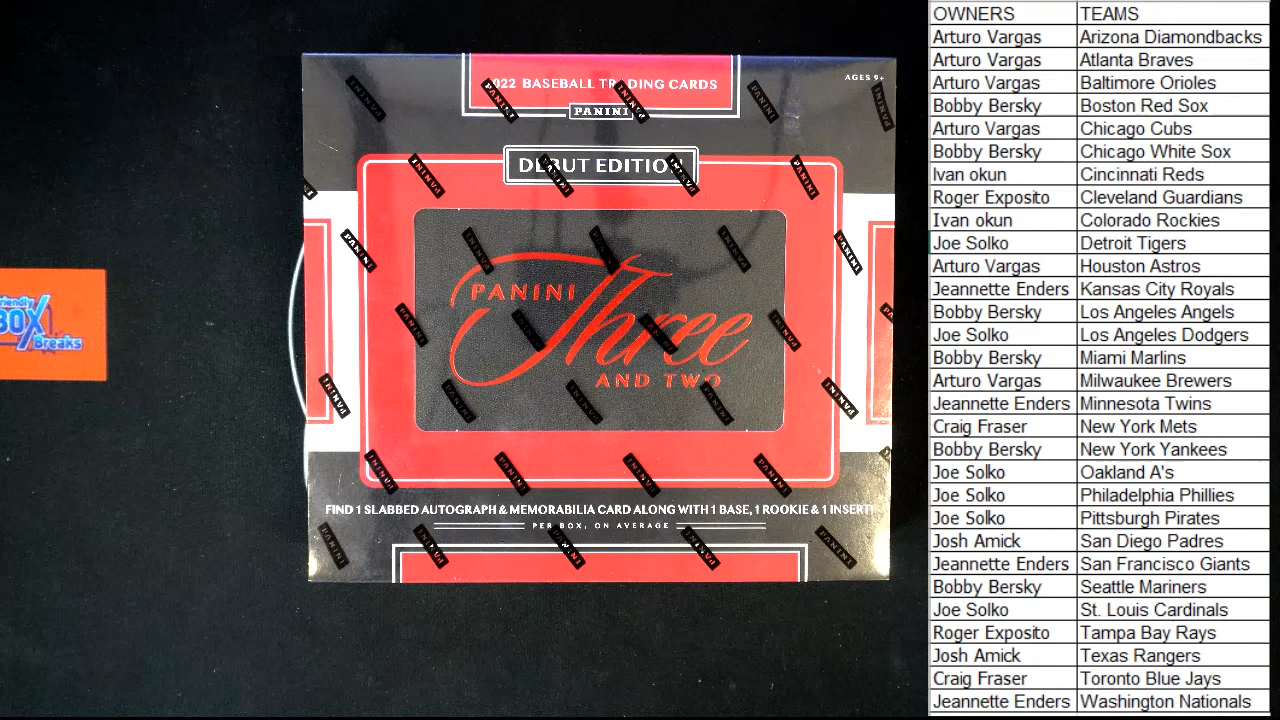 2022 BASEBALL TRADING CARDS
PANINI
AGES 9+
DEBUT EDITION
PANINI
Three
AND TWO
FIND 1 SLABBED AUTOGRAPH & MEMORABILIA CARD ALONG WITH 1 BASE, 1 ROOKIE & 1 INSERT!
PER BOX, ON AVERAGE
riendly
BOX
Breaks
OWNERS TEAMS
Arturo Vargas Arizona Diamondbacks
Arturo Vargas Atlanta Braves
Arturo Vargas Baltimore Orioles
Bobby Bersky Boston Red Sox
Arturo Vargas Chicago Cubs
Bobby Bersky Chicago White Sox
Ivan okun Cincinnati Reds
Roger Exposito Cleveland Guardians
Ivan okun Colorado Rockies
Joe Solko Detroit Tigers
Arturo Vargas Houston Astros
Jeannette Enders Kansas City Royals
Bobby Bersky Los Angeles Angels
Joe Solko Los Angeles Dodgers
Bobby Bersky Miami Marlins
Arturo Vargas Milwaukee Brewers
Jeannette Enders Minnesota Twins
Craig Fraser New York Mets
Bobby Bersky New York Yankees
Joe Solko Oakland A's
Joe Solko Philadelphia Phillies
Joe Solko Pittsburgh Pirates
Josh Amick San Diego Padres
Jeannette Enders San Francisco Giants
Bobby Bersky Seattle Mariners
Joe Solko St. Louis Cardinals
Roger Exposito Tampa Bay Rays
Josh Amick Texas Rangers
Craig Fraser Toronto Blue Jays
Jeannette Enders Washington Nationals